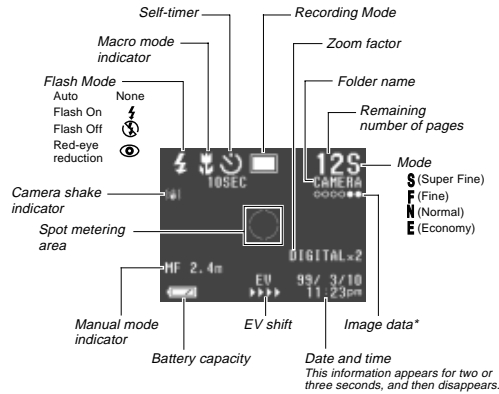 Self-timer
Recording Mode
Macro mode
indicator
Zoom factor
Flash Mode
Folder name
Auto None
Flash On
Flash Off
Red-eye
reduction
Remaining
number of pages
Mode
S (Super Fine)
F (Fine)
N (Normal)
E (Economy)
12S
10SEC
CAMERA
Camera shake
indicator
Spot metering
area
DIGITAL×2
MF 2.4m
EV
99/ 3/10
11:23pm
Manual mode
indicator
EV shift
Image data*
Battery capacity
Date and time
This information appears for two or
three seconds, and then disappears.